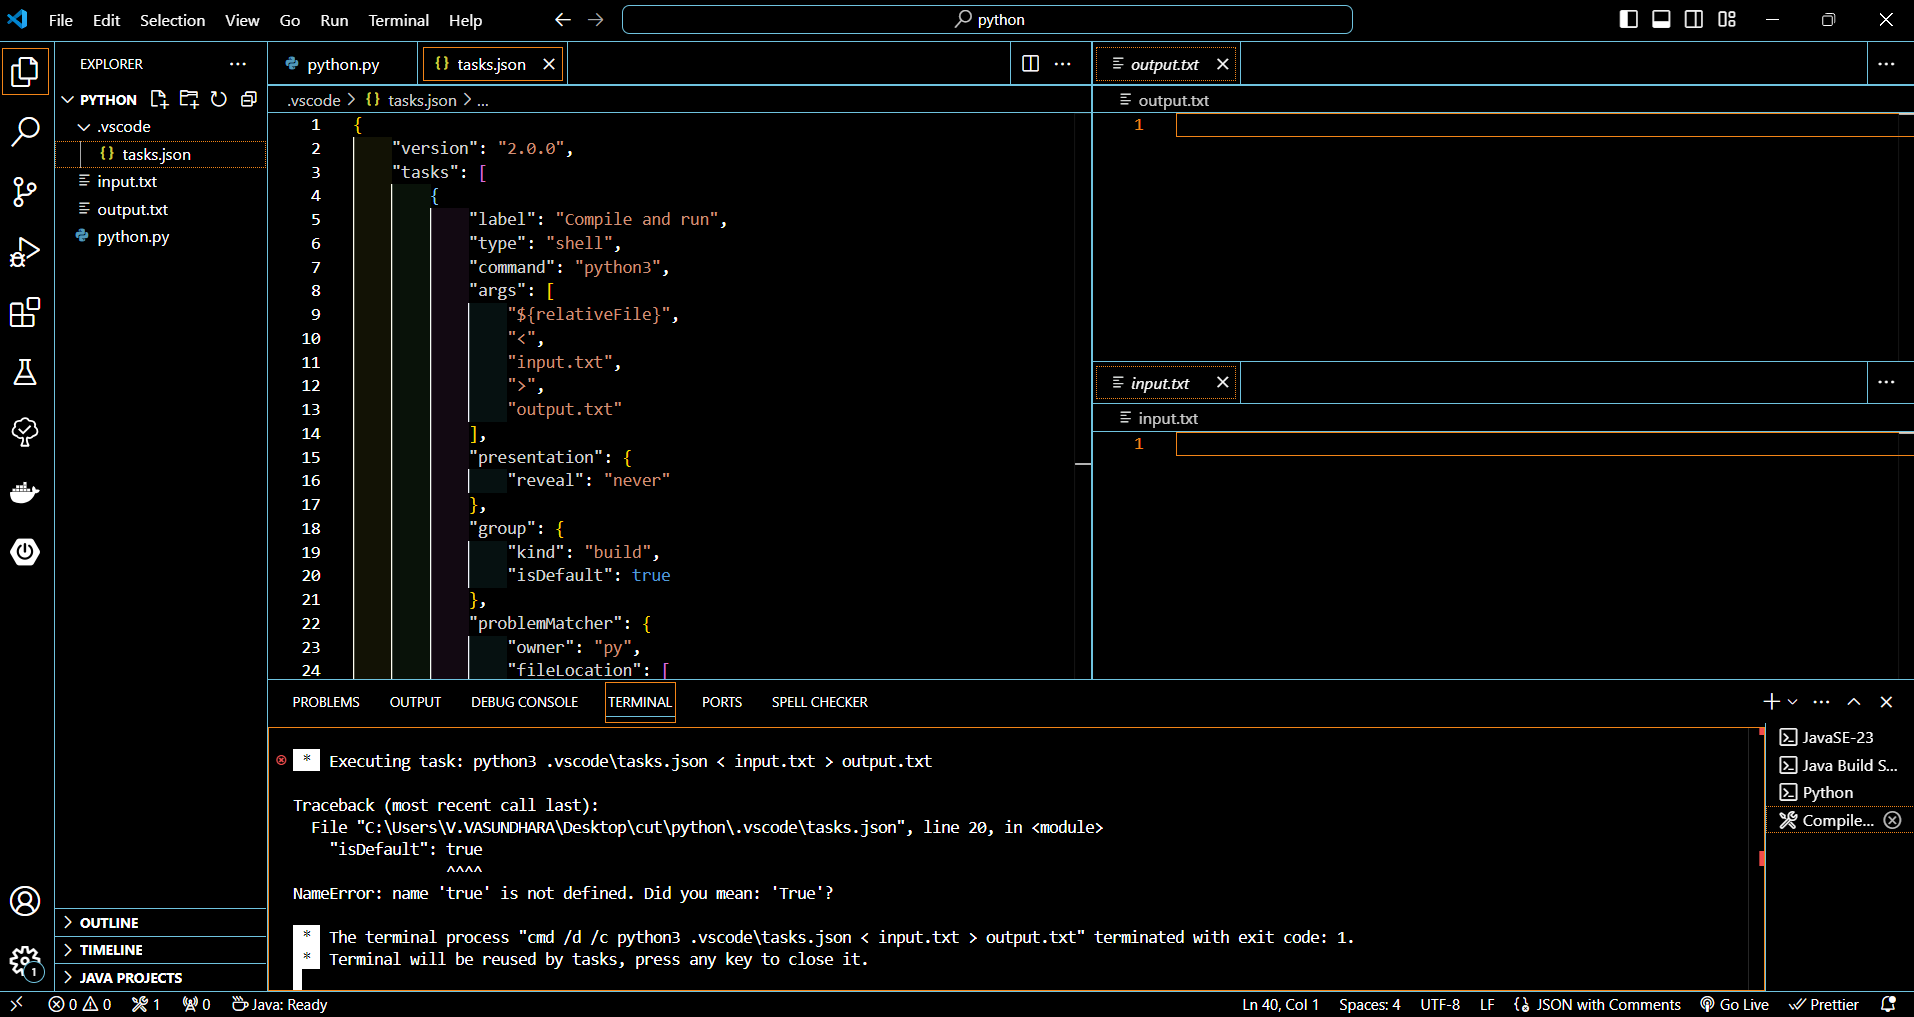 File Edit Selection View Go Run Terminal Help
python
EXPLORER
PYTHON
.vscode
tasks.json
input.txt
output.txt
python.py
OUTLINE
TIMELINE
JAVA PROJECTS
python.py
tasks.json
.vscode > {} tasks.json > ...
1 {
2 "version": "2.0.0",
3 "tasks": [
4 {
5 "label": "Compile and run",
6 "type": "shell",
7 "command": "python3",
8 "args": [
9 "${relativeFile}",
10 "<",
11 "input.txt",
12 ">",
13 "output.txt"
14 ],
15 "presentation": {
16 "reveal": "never"
17 },
18 "group": {
19 "kind": "build",
20 "isDefault": true
21 },
22 "problemMatcher": {
23 "owner": "py",
24 "fileLocation": [
output.txt
output.txt
1
input.txt
input.txt
1
PROBLEMS OUTPUT DEBUG CONSOLE TERMINAL PORTS SPELL CHECKER
* Executing task: python3 .vscode\tasks.json < input.txt > output.txt
Traceback (most recent call last):
File "C:\Users\V.VASUNDHARA\Desktop\cut\python\.vscode\tasks.json", line 20, in <module>
"isDefault": true
^^^^
NameError: name 'true' is not defined. Did you mean: 'True'?
* The terminal process "cmd /d /c python3 .vscode\tasks.json < input.txt > output.txt" terminated with exit code: 1.
* Terminal will be reused by tasks, press any key to close it.
JavaSE-23
Java Build S...
Python
Compile...
1
0 0 1 0 Java: Ready
Ln 40, Col 1 Spaces: 4 UTF-8 LF {} JSON with Comments Go Live Prettier